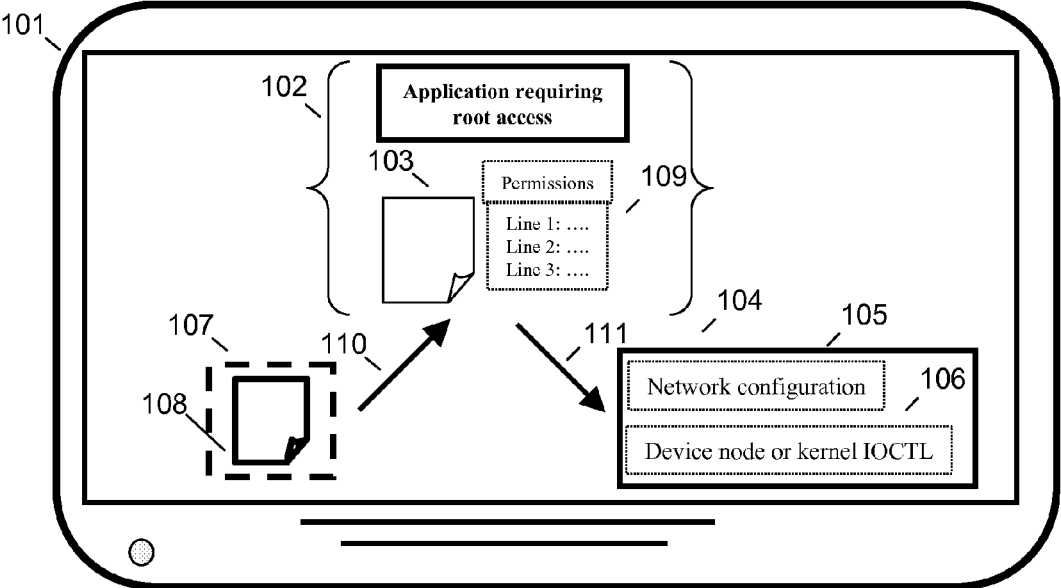 101
102
Application requiring
root access
103
Permissions
109
Line 1: ....
Line 2: ....
Line 3: ....
104
105
107
110
111
106
Network configuration
108
Device node or kernel IOCTL